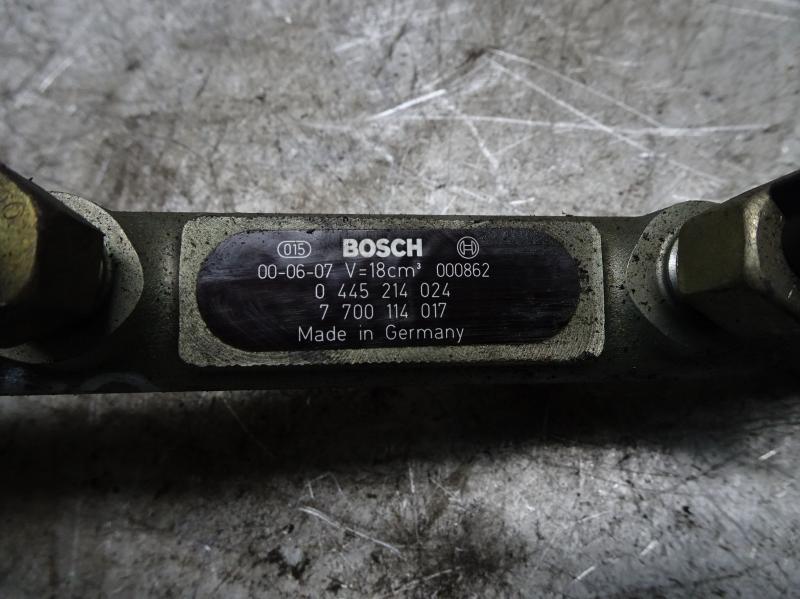 015 BOSCH H
00-06-07 V=18cm³ 000862
0 445 214 024
7 700 114 017
Made in Germany